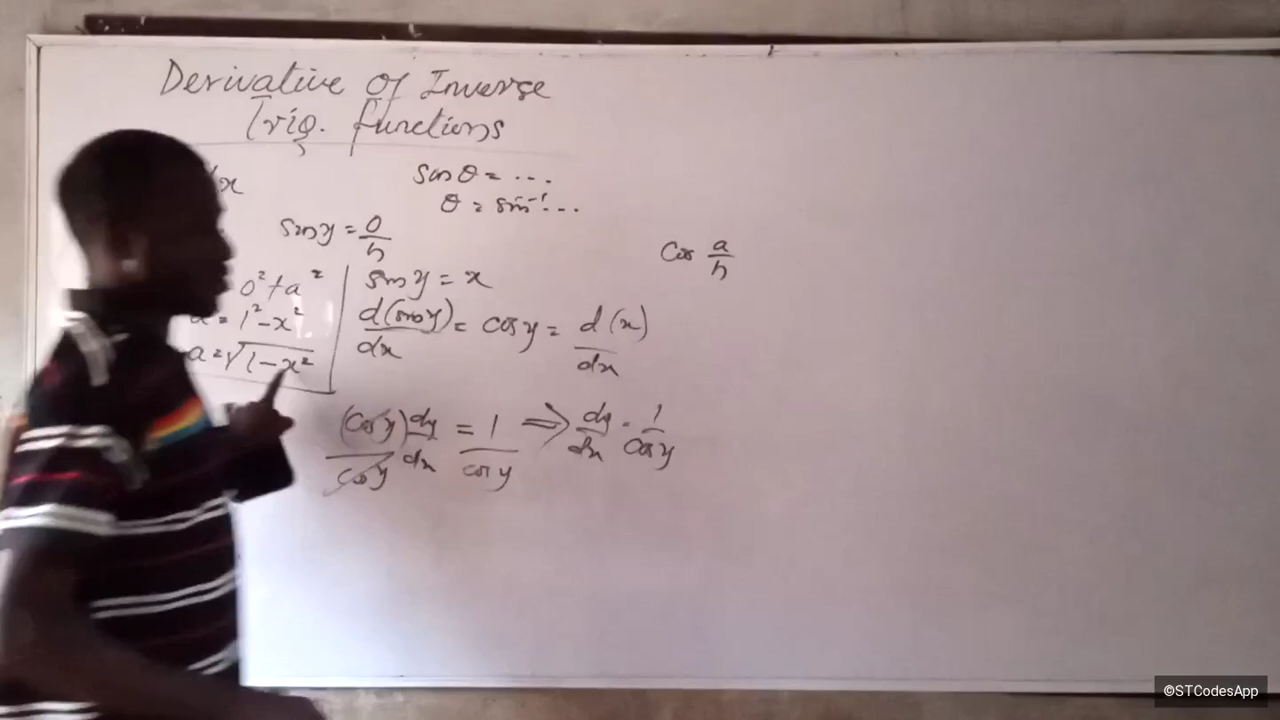 Derivative of Inverse
Trig. functions
x
sin θ = ...
θ = sin⁻¹ ...
sin y = o/h
cos a/h
o² + a²
a² = 1² - x²
a = √(1 - x²)
sin y = x
d(sin y)/dx = cos y = d(x)/dx
(cos y)/cos y dy/dx = 1/cos y ⇒ dy/dx = 1/cos y
©STCodesApp